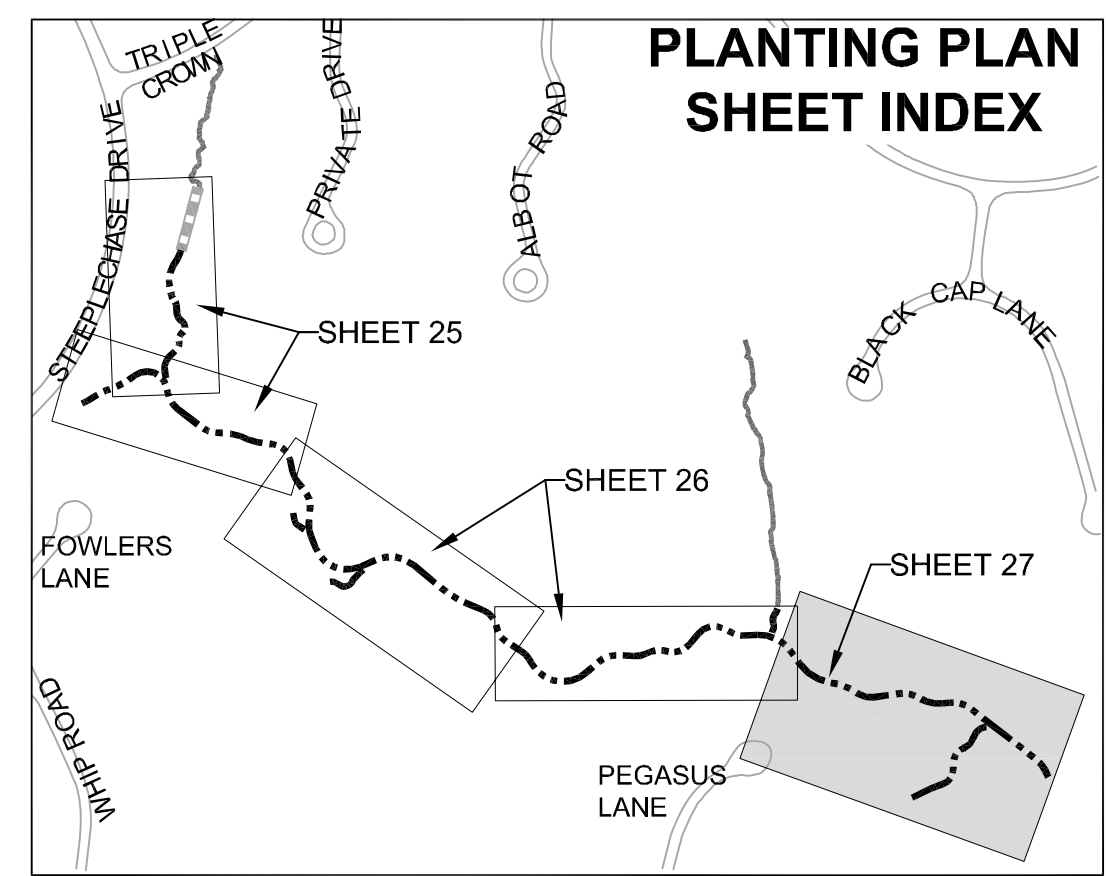 PLANTING PLAN
SHEET INDEX
TRIPLE
CROWN
STEEPLECHASE DRIVE
PRIVATE DRIVE
ALBOT ROAD
BLACK CAP LANE
SHEET 25
SHEET 26
FOWLERS
LANE
SHEET 27
WHIP ROAD
PEGASUS
LANE